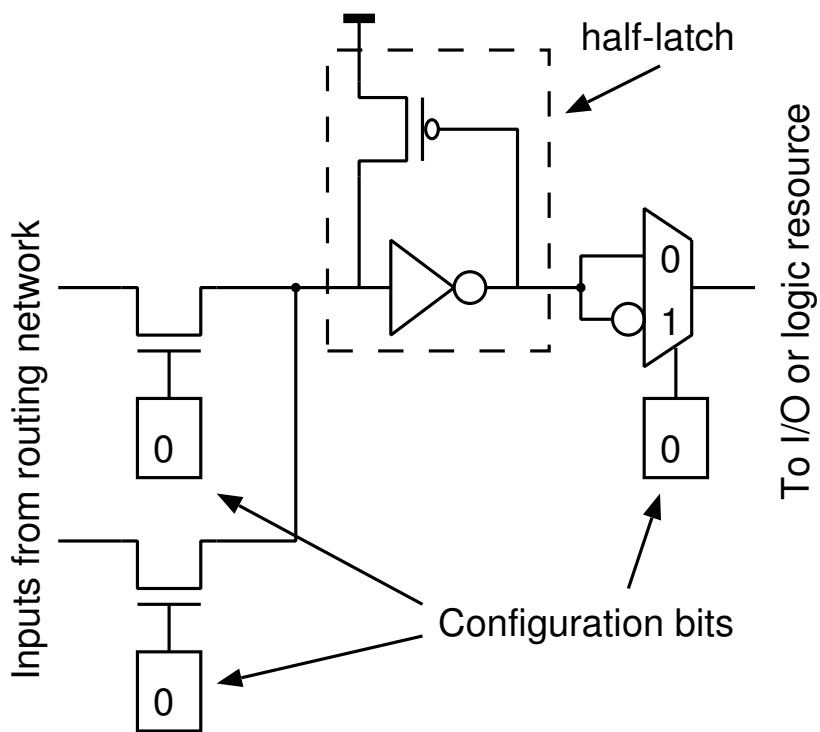 half-latch
To I/O or logic resource
Inputs from routing network
0
1
0
0
0
Configuration bits